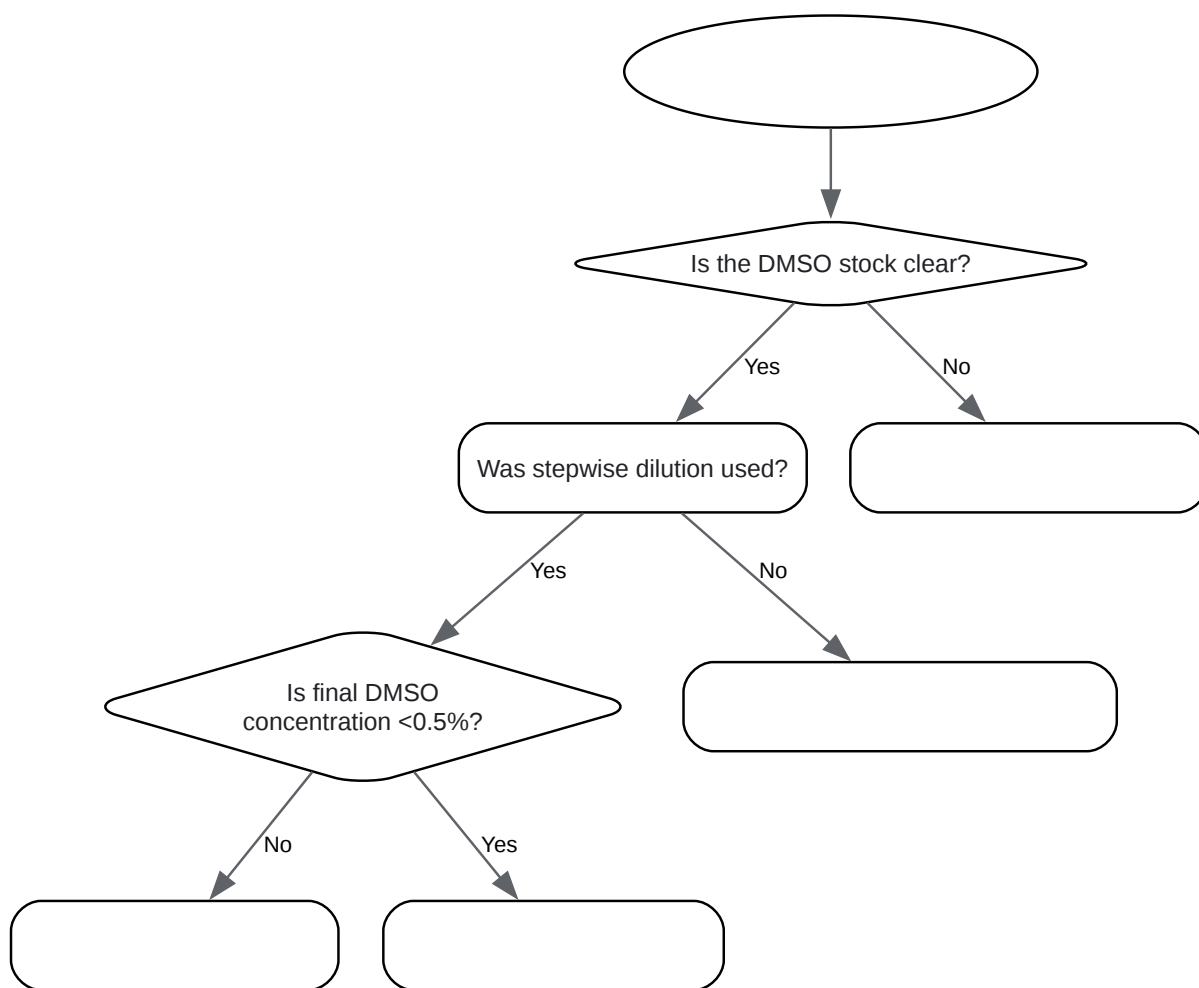 Is the DMSO stock clear?
Yes
No
Was stepwise dilution used?
Yes
No
Is final DMSO
concentration <0.5%?
No
Yes